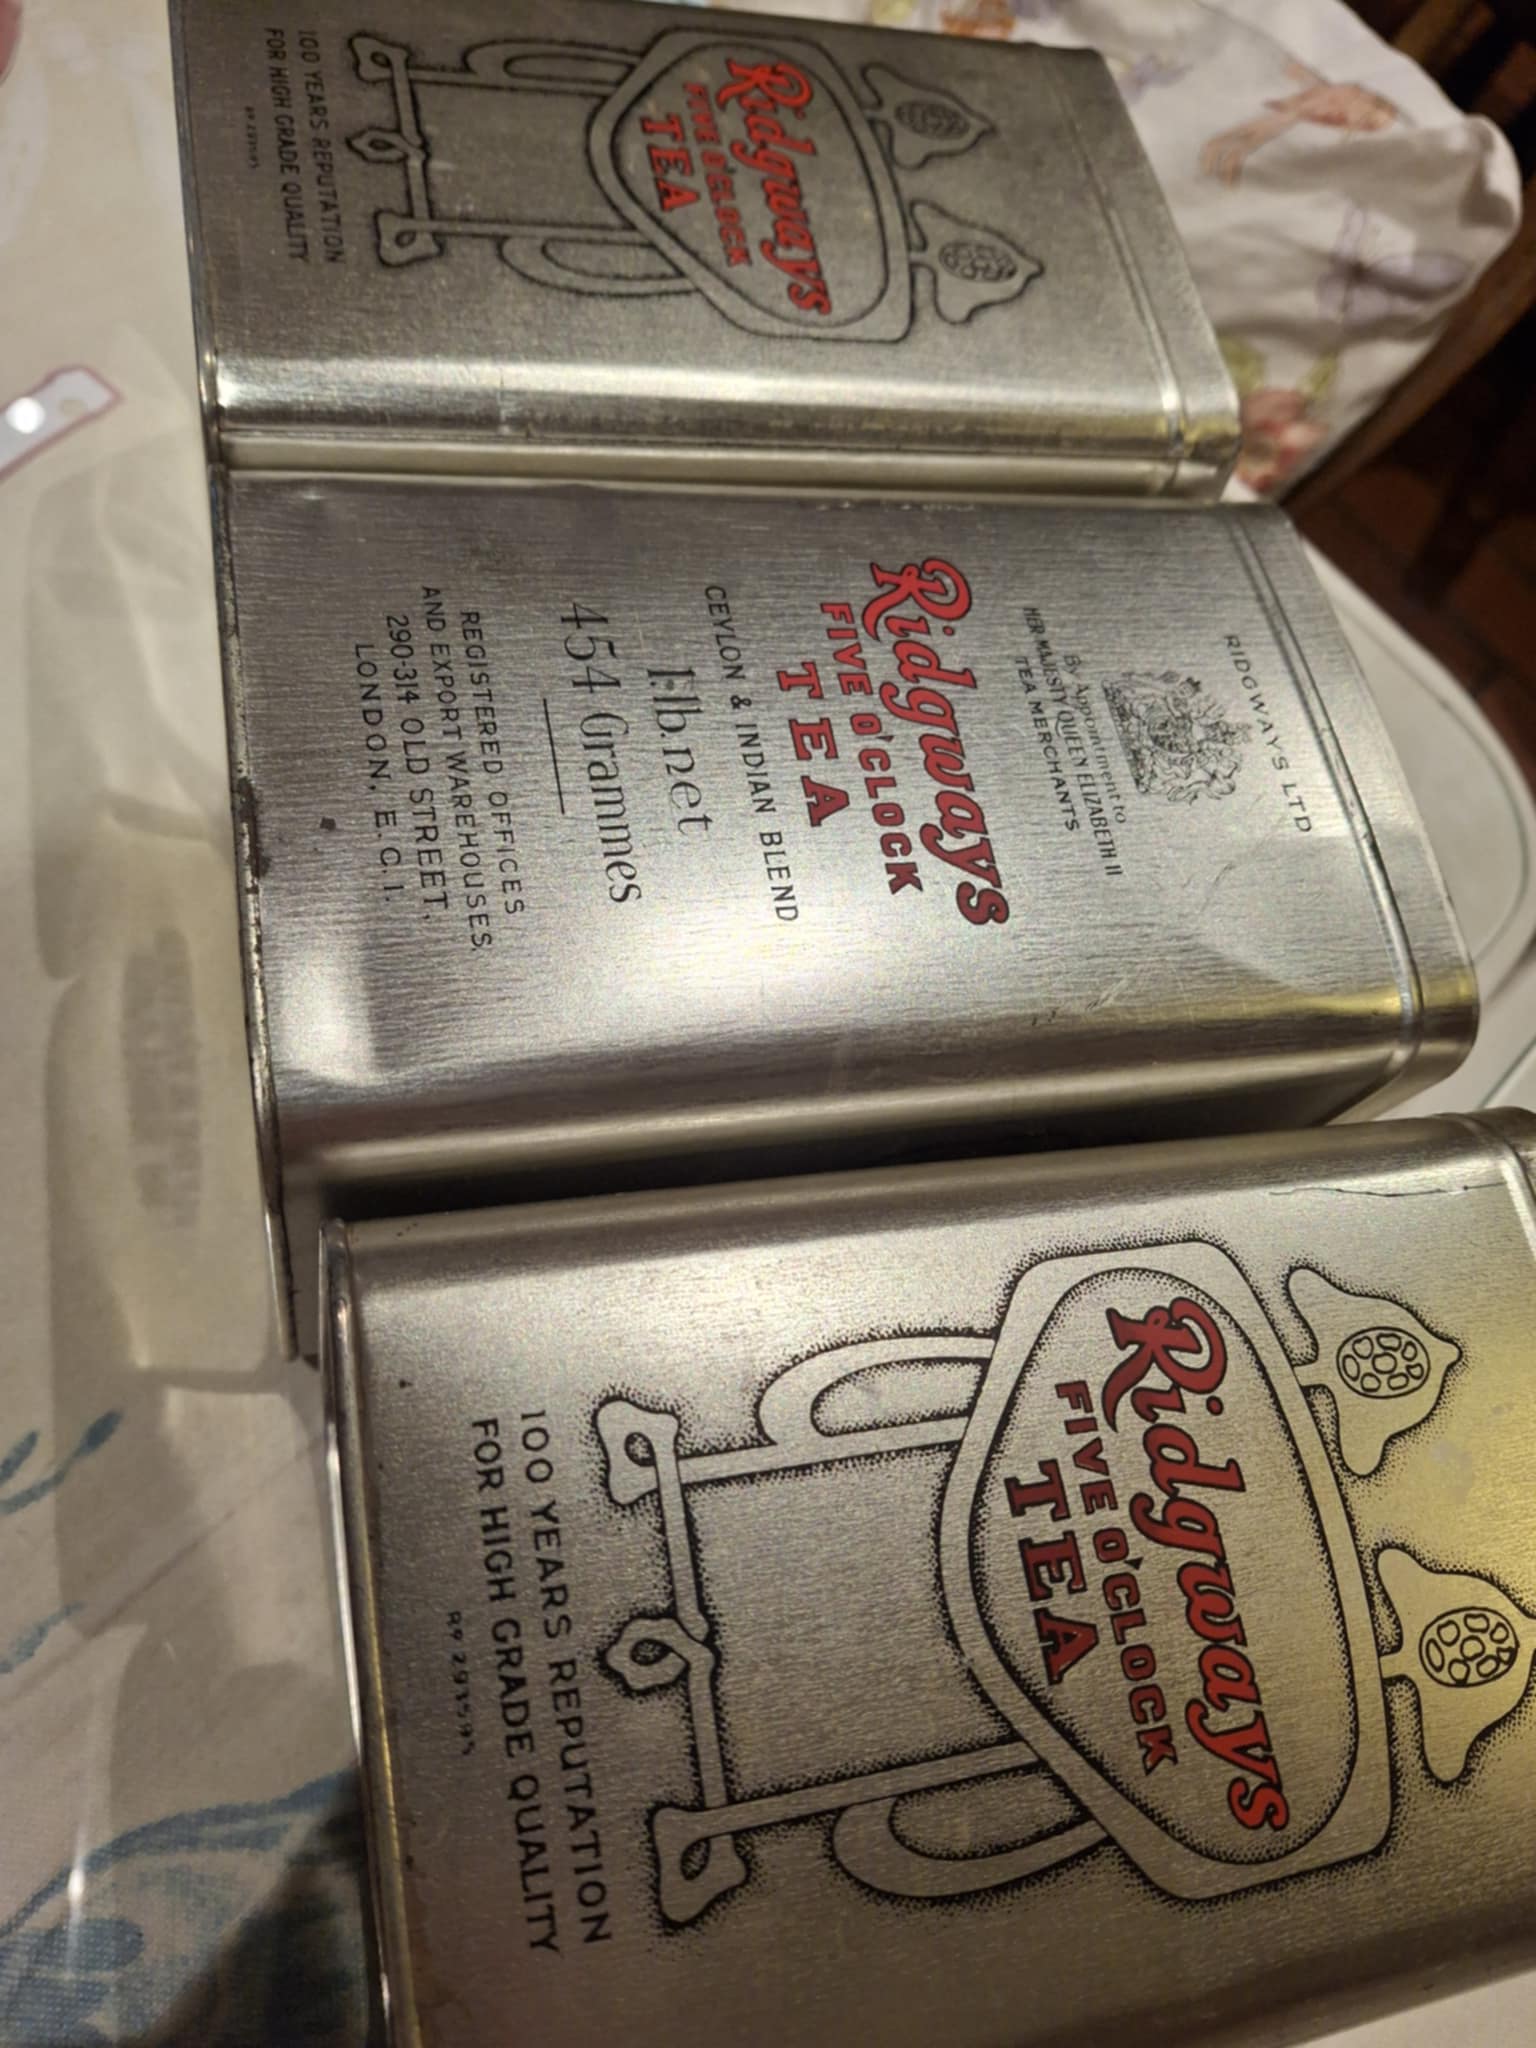 Ridgways
FIVE O'CLOCK
TEA
100 YEARS REPUTATION
FOR HIGH GRADE QUALITY
RIDGWAYS LTD
By Appointment to
HER MAJESTY QUEEN ELIZABETH II
TEA MERCHANTS
Ridgways
FIVE O'CLOCK
TEA
CEYLON & INDIAN BLEND
1·lb.net
454 Grammes
REGISTERED OFFICES
AND EXPORT WAREHOUSES,
290-314 OLD STREET,
LONDON, E.C.1.
Ridgways
FIVE O'CLOCK
TEA
100 YEARS REPUTATION
FOR HIGH GRADE QUALITY